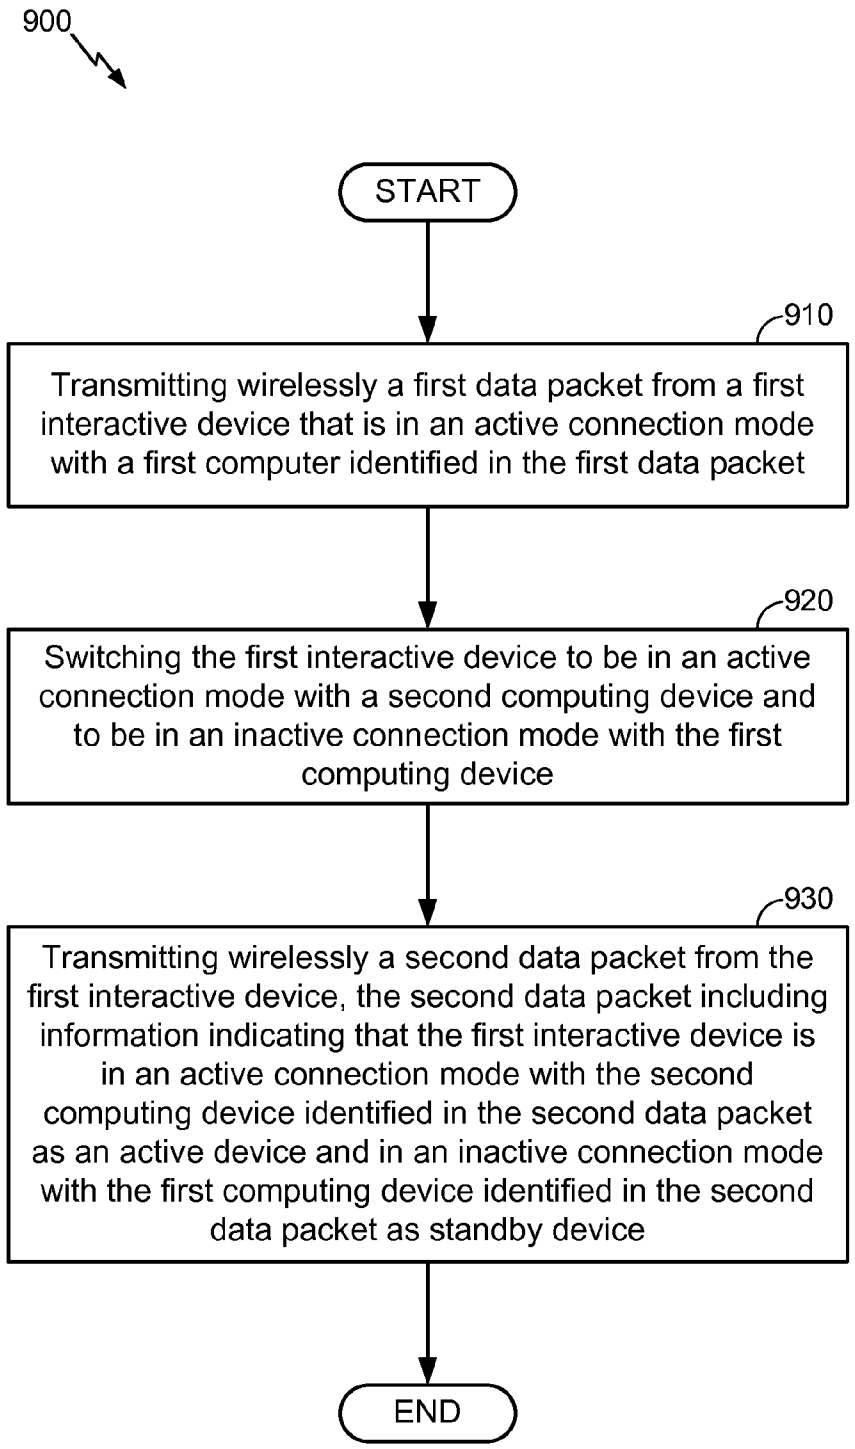 900
START
910
Transmitting wirelessly a first data packet from a first
interactive device that is in an active connection mode
with a first computer identified in the first data packet
920
Switching the first interactive device to be in an active
connection mode with a second computing device and
to be in an inactive connection mode with the first
computing device
930
Transmitting wirelessly a second data packet from the
first interactive device, the second data packet including
information indicating that the first interactive device is
in an active connection mode with the second
computing device identified in the second data packet
as an active device and in an inactive connection mode
with the first computing device identified in the second
data packet as standby device
END